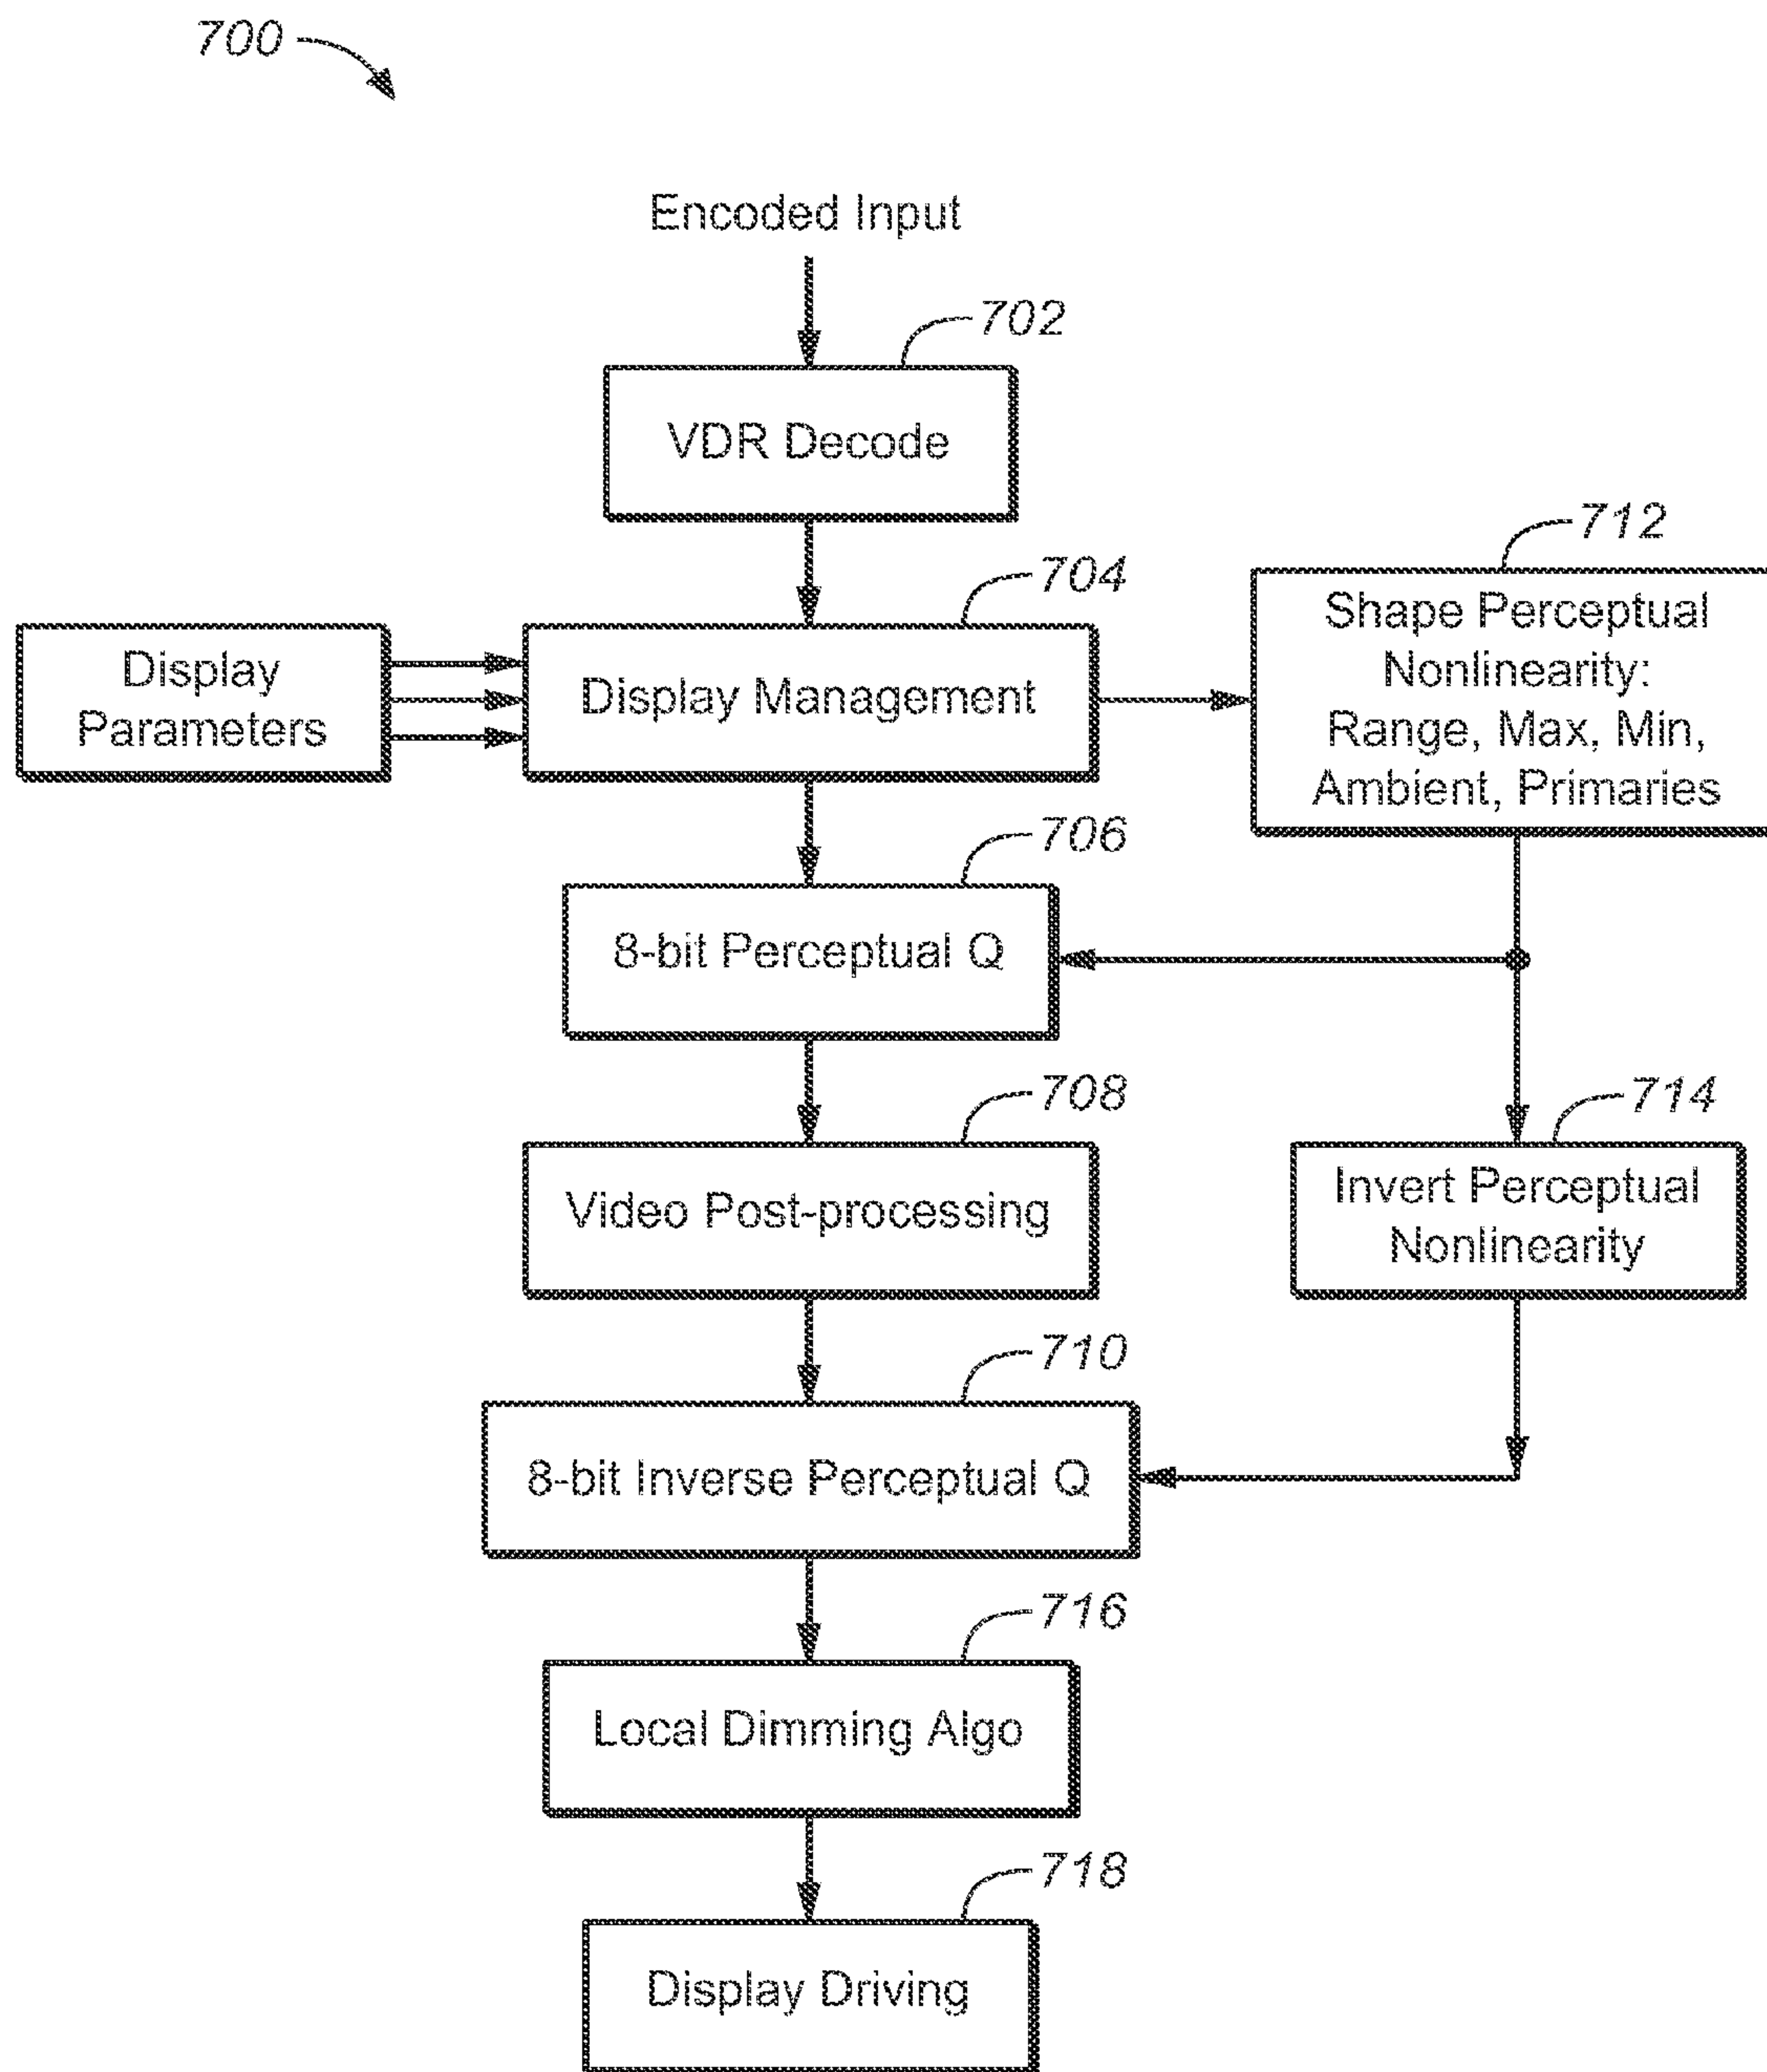 700
Encoded Input
702
VDR Decode
704
712
Display
Parameters
Display Management
Shape Perceptual
Nonlinearity:
Range, Max, Min,
Ambient, Primaries
706
8-bit Perceptual Q
708
714
Video Post-processing
Invert Perceptual
Nonlinearity
710
8-bit Inverse Perceptual Q
716
Local Dimming Algo
718
Display Driving